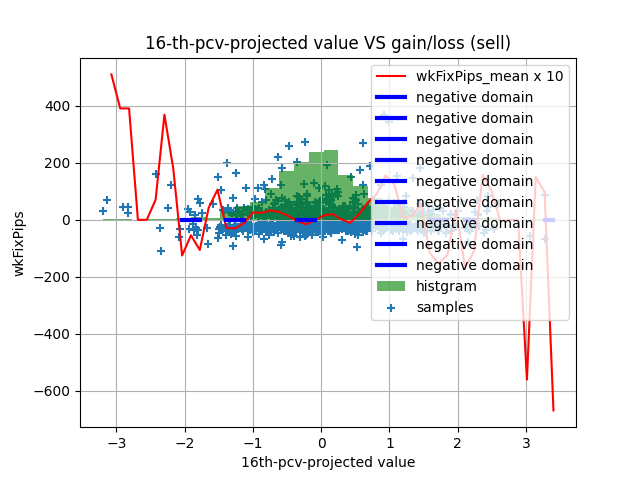 16-th-pcv-projected value VS gain/loss (sell)
wkFixPips
400
200
0
−200
−400
−600
−3
−2
−1
0
1
2
3
16th-pcv-projected value
wkFixPips_mean x 10
negative domain
negative domain
negative domain
negative domain
negative domain
negative domain
negative domain
negative domain
negative domain
histgram
samples